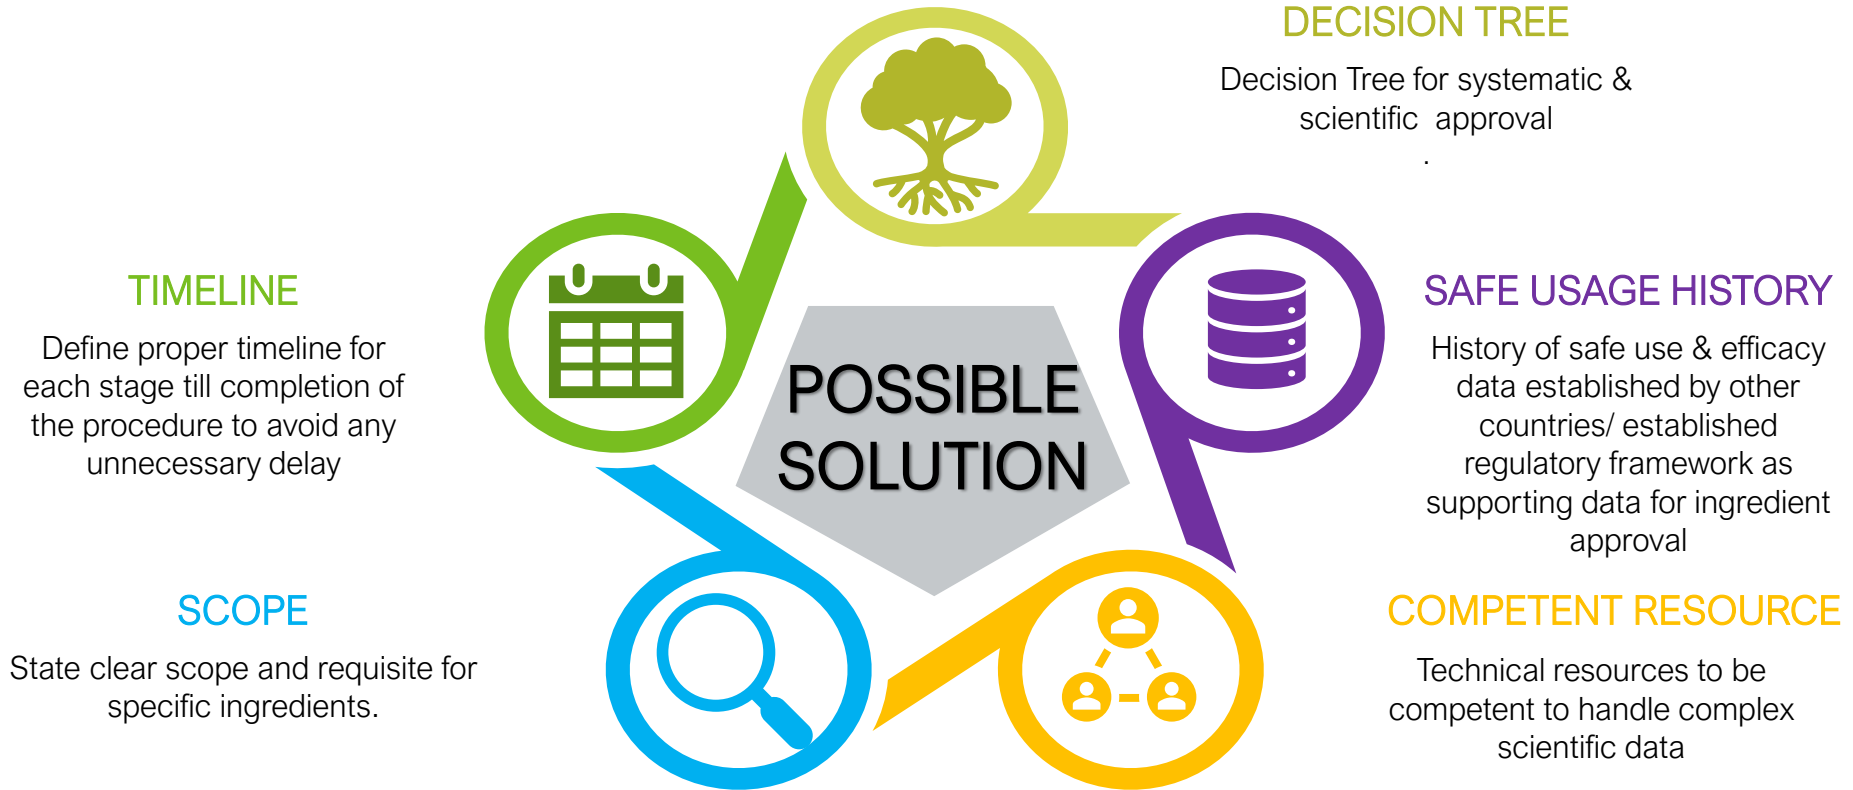 DECISION TREE
Decision Tree for systematic &
scientific approval
.
TIMELINE
Define proper timeline for
each stage till completion of
the procedure to avoid any
unnecessary delay
POSSIBLE
SOLUTION
SAFE USAGE HISTORY
History of safe use & efficacy
data established by other
countries/ established
regulatory framework as
supporting data for ingredient
approval
SCOPE
State clear scope and requisite for
specific ingredients.
COMPETENT RESOURCE
Technical resources to be
competent to handle complex
scientific data